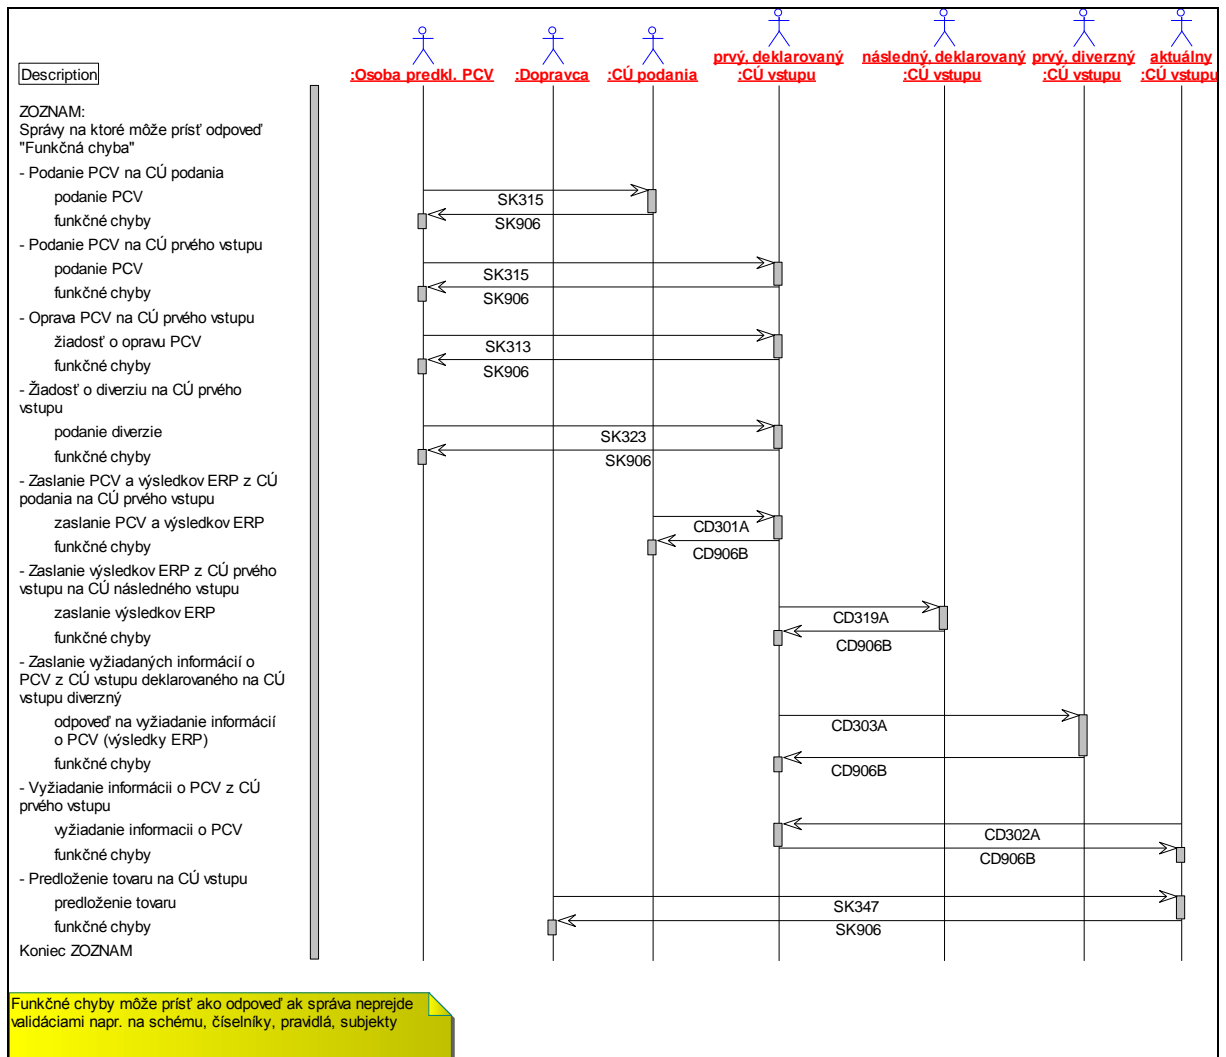 Description
:Osoba predkl. PCV
:Dopravca
:CÚ podania
prvý, deklarovaný
:CÚ vstupu
následný, deklarovaný
:CÚ vstupu
prvý, diverzný
:CÚ vstupu
aktuálny
:CÚ vstupu
ZOZNAM:
Správy na ktoré môže prísť odpoveď
"Funkčná chyba"
- Podanie PCV na CÚ podania
podanie PCV
SK315
funkčné chyby
SK906
- Podanie PCV na CÚ prvého vstupu
podanie PCV
SK315
funkčné chyby
SK906
- Oprava PCV na CÚ prvého vstupu
žiadosť o opravu PCV
SK313
funkčné chyby
SK906
- Žiadosť o diverziu na CÚ prvého
vstupu
podanie diverzie
SK323
funkčné chyby
SK906
- Zaslanie PCV a výsledkov ERP z CÚ
podania na CÚ prvého vstupu
zaslanie PCV a výsledkov ERP
CD301A
funkčné chyby
CD906B
- Zaslanie výsledkov ERP z CÚ prvého
vstupu na CÚ následného vstupu
zaslanie výsledkov ERP
CD319A
funkčné chyby
CD906B
- Zaslanie vyžiadaných informácií o
PCV z CÚ vstupu deklarovaného na CÚ
vstupu diverzný
odpoveď na vyžiadanie informácií
o PCV (výsledky ERP)
CD303A
funkčné chyby
CD906B
- Vyžiadanie informácii o PCV z CÚ
prvého vstupu
vyžiadanie informacii o PCV
CD302A
funkčné chyby
CD906B
- Predloženie tovaru na CÚ vstupu
predloženie tovaru
SK347
funkčné chyby
SK906
Koniec ZOZNAM
Funkčné chyby môže prísť ako odpoveď ak správa neprejde
validáciami napr. na schému, číselníky, pravidlá, subjekty